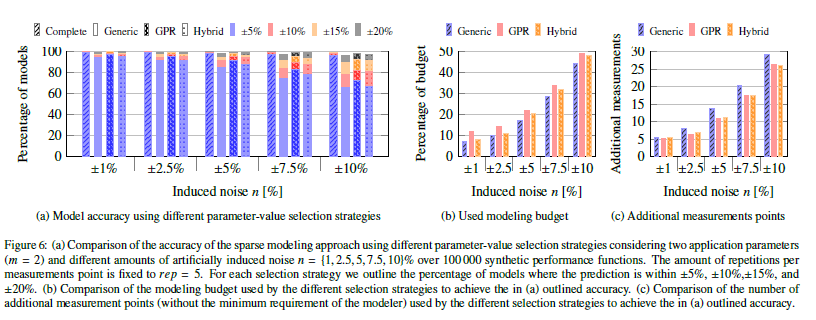 Complete Generic GPR Hybrid ±5% ±10% ±15% ±20%
Percentage of models
100
80
60
40
20
0
±1% ±2.5% ±5% ±7.5% ±10%
Induced noise n [%]
(a) Model accuracy using different parameter-value selection strategies
Generic GPR Hybrid
Percentage of budget
50
40
30
20
10
0
±1 ±2.5 ±5 ±7.5 ±10
Induced noise n [%]
(b) Used modeling budget
Generic GPR Hybrid
Additional measurements
30
25
20
15
10
5
0
±1 ±2.5 ±5 ±7.5 ±10
Induced noise n [%]
(c) Additional measurements points
Figure 6: (a) Comparison of the accuracy of the sparse modeling approach using different parameter-value selection strategies considering two application parameters
(m = 2) and different amounts of artificially induced noise n = {1, 2.5, 5, 7.5, 10}% over 100 000 synthetic performance functions. The amount of repetitions per
measurements point is fixed to rep = 5. For each selection strategy we outline the percentage of models where the prediction is within ±5%, ±10%,±15%, and
±20%. (b) Comparison of the modeling budget used by the different selection strategies to achieve the in (a) outlined accuracy. (c) Comparison of the number of
additional measurement points (without the minimum requirement of the modeler) used by the different selection strategies to achieve the in (a) outlined accuracy.